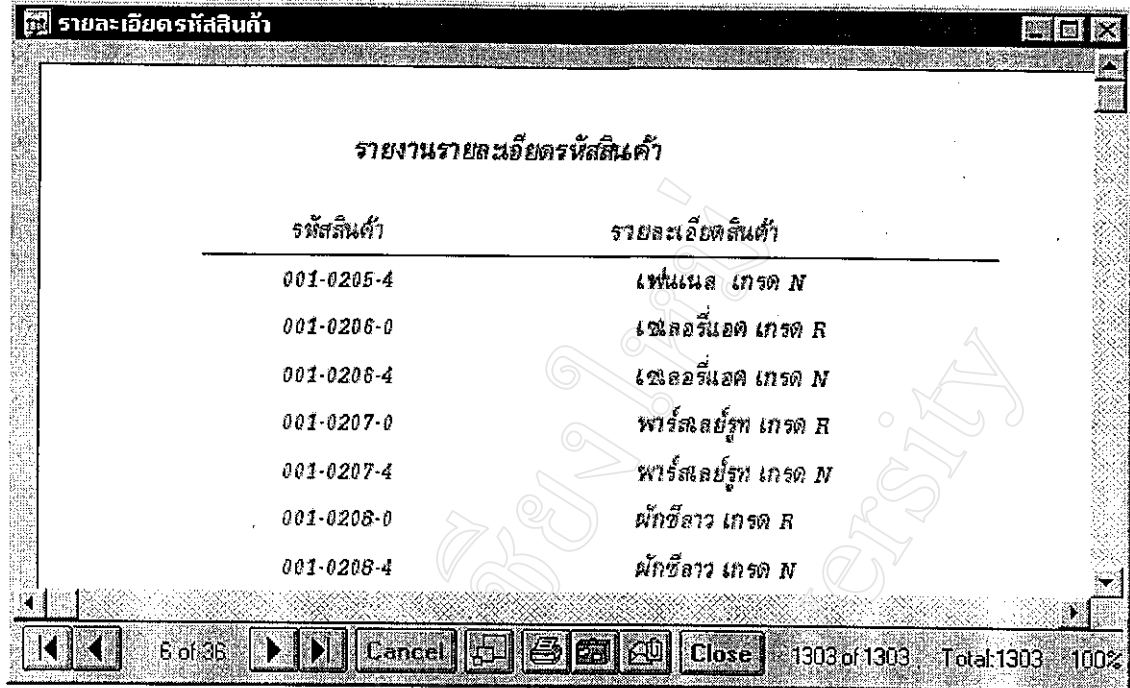 รายละเอียดรหัสสินค้า
รายงานรายละเอียดรหัสสินค้า
รหัสสินค้า รายละเอียดสินค้า
001-0205-4 เฟนเนล เกรด N
001-0206-0 เซเลอรี่แอค เกรด R
001-0206-4 เซเลอรี่แอค เกรด N
001-0207-0 พาร์สเลย์รูท เกรด R
001-0207-4 พาร์สเลย์รูท เกรด N
001-0208-0 ผักชีลาว เกรด R
001-0208-4 ผักชีลาว เกรด N
6 of 36 Cancel Close 1303 of 1303 Total:1303 100%